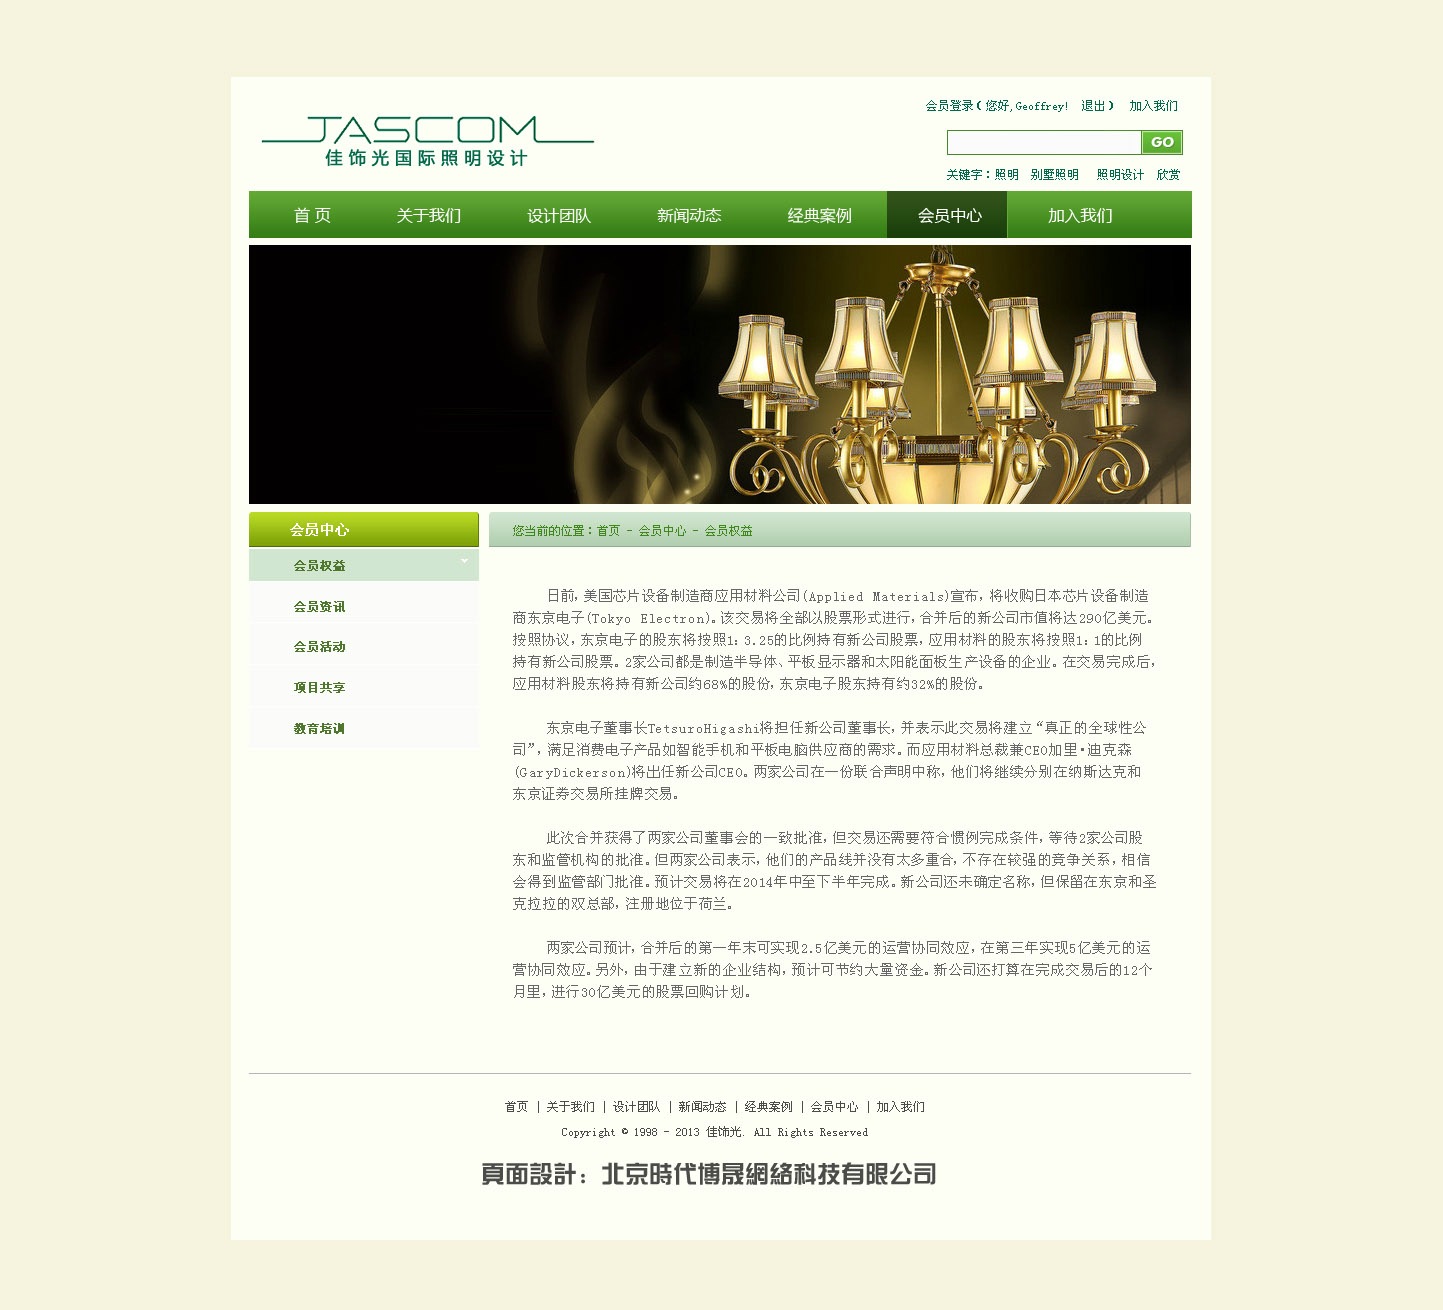 会员登录(您好,Geoffrey! 退出) 加入我们
JASCOM
佳饰光国际照明设计
GO
关键字：照明 别墅照明 照明设计 欣赏
首 页 关于我们 设计团队 新闻动态 经典案例 会员中心 加入我们
会员中心
您当前的位置：首页 - 会员中心 - 会员权益
会员权益
会员资讯
会员活动
项目共享
教育培训
日前，美国芯片设备制造商应用材料公司(Applied Materials)宣布，将收购日本芯片设备制造
商东京电子(Tokyo Electron)。该交易将全部以股票形式进行，合并后的新公司市值将达290亿美元。
按照协议，东京电子的股东将按照1：3.25的比例持有新公司股票，应用材料的股东将按照1：1的比例
持有新公司股票。2家公司都是制造半导体、平板显示器和太阳能面板生产设备的企业。在交易完成后，
应用材料股东将持有新公司约68%的股份，东京电子股东持有约32%的股份。
东京电子董事长TetsuroHigashi将担任新公司董事长，并表示此交易将建立“真正的全球性公
司”，满足消费电子产品如智能手机和平板电脑供应商的需求。而应用材料总裁兼CEO加里·迪克森
(GaryDickerson)将出任新公司CEO。两家公司在一份联合声明中称，他们将继续分别在纳斯达克和
东京证券交易所挂牌交易。
此次合并获得了两家公司董事会的一致批准，但交易还需要符合惯例完成条件，等待2家公司股
东和监管机构的批准。但两家公司表示，他们的产品线并没有太多重合，不存在较强的竞争关系，相信
会得到监管部门批准。预计交易将在2014年中至下半年完成。新公司还未确定名称，但保留在东京和圣
克拉拉的双总部，注册地位于荷兰。
两家公司预计，合并后的第一年末可实现2.5亿美元的运营协同效应，在第三年实现5亿美元的运
营协同效应。另外，由于建立新的企业结构，预计可节约大量资金。新公司还打算在完成交易后的12个
月里，进行30亿美元的股票回购计划。
首页 | 关于我们 | 设计团队 | 新闻动态 | 经典案例 | 会员中心 | 加入我们
Copyright © 1998 - 2013 佳饰光. All Rights Reserved
頁面設計：北京時代博晟網絡科技有限公司